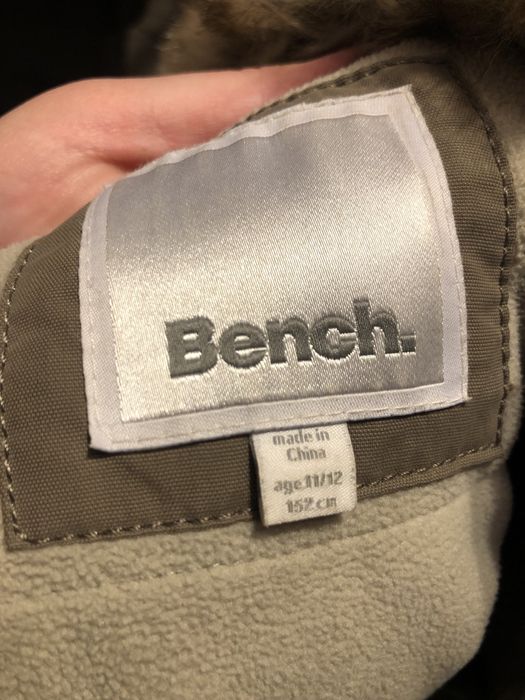 Bench.
made in
China
age 11/12
152 cm